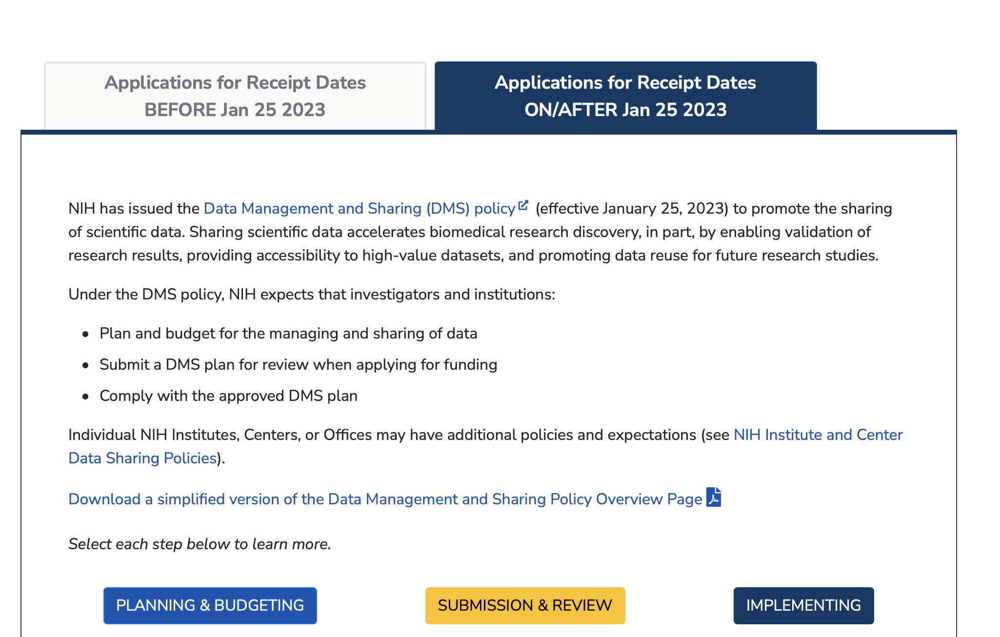 Applications for Receipt Dates
BEFORE Jan 25 2023
Applications for Receipt Dates
ON/AFTER Jan 25 2023
NIH has issued the Data Management and Sharing (DMS) policy (effective January 25, 2023) to promote the sharing
of scientific data. Sharing scientific data accelerates biomedical research discovery, in part, by enabling validation of
research results, providing accessibility to high-value datasets, and promoting data reuse for future research studies.
Under the DMS policy, NIH expects that investigators and institutions:
• Plan and budget for the managing and sharing of data
• Submit a DMS plan for review when applying for funding
• Comply with the approved DMS plan
Individual NIH Institutes, Centers, or Offices may have additional policies and expectations (see NIH Institute and Center
Data Sharing Policies).
Download a simplified version of the Data Management and Sharing Policy Overview Page
Select each step below to learn more.
PLANNING & BUDGETING
SUBMISSION & REVIEW
IMPLEMENTING